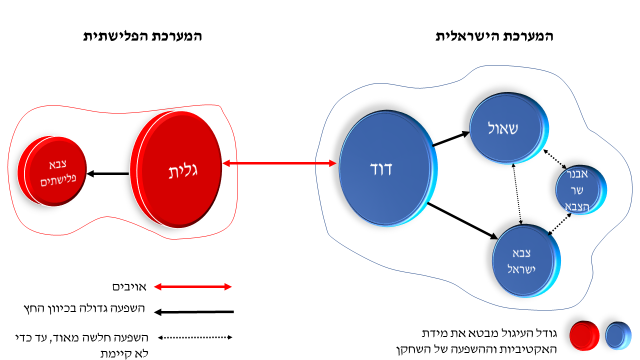 המערכת הישראלית
המערכת הפלישתית
שאול
דוד
אבנר
שר
הצבא
צבא
ישראל
גלית
צבא
פלישתים
אויבים
השפעה גדולה בכיוון החץ
השפעה חלשה מאוד, עד כדי
לא קיימת
גודל העיגול מבטא את מידת
האקטיביות וההשפעה של השחקן